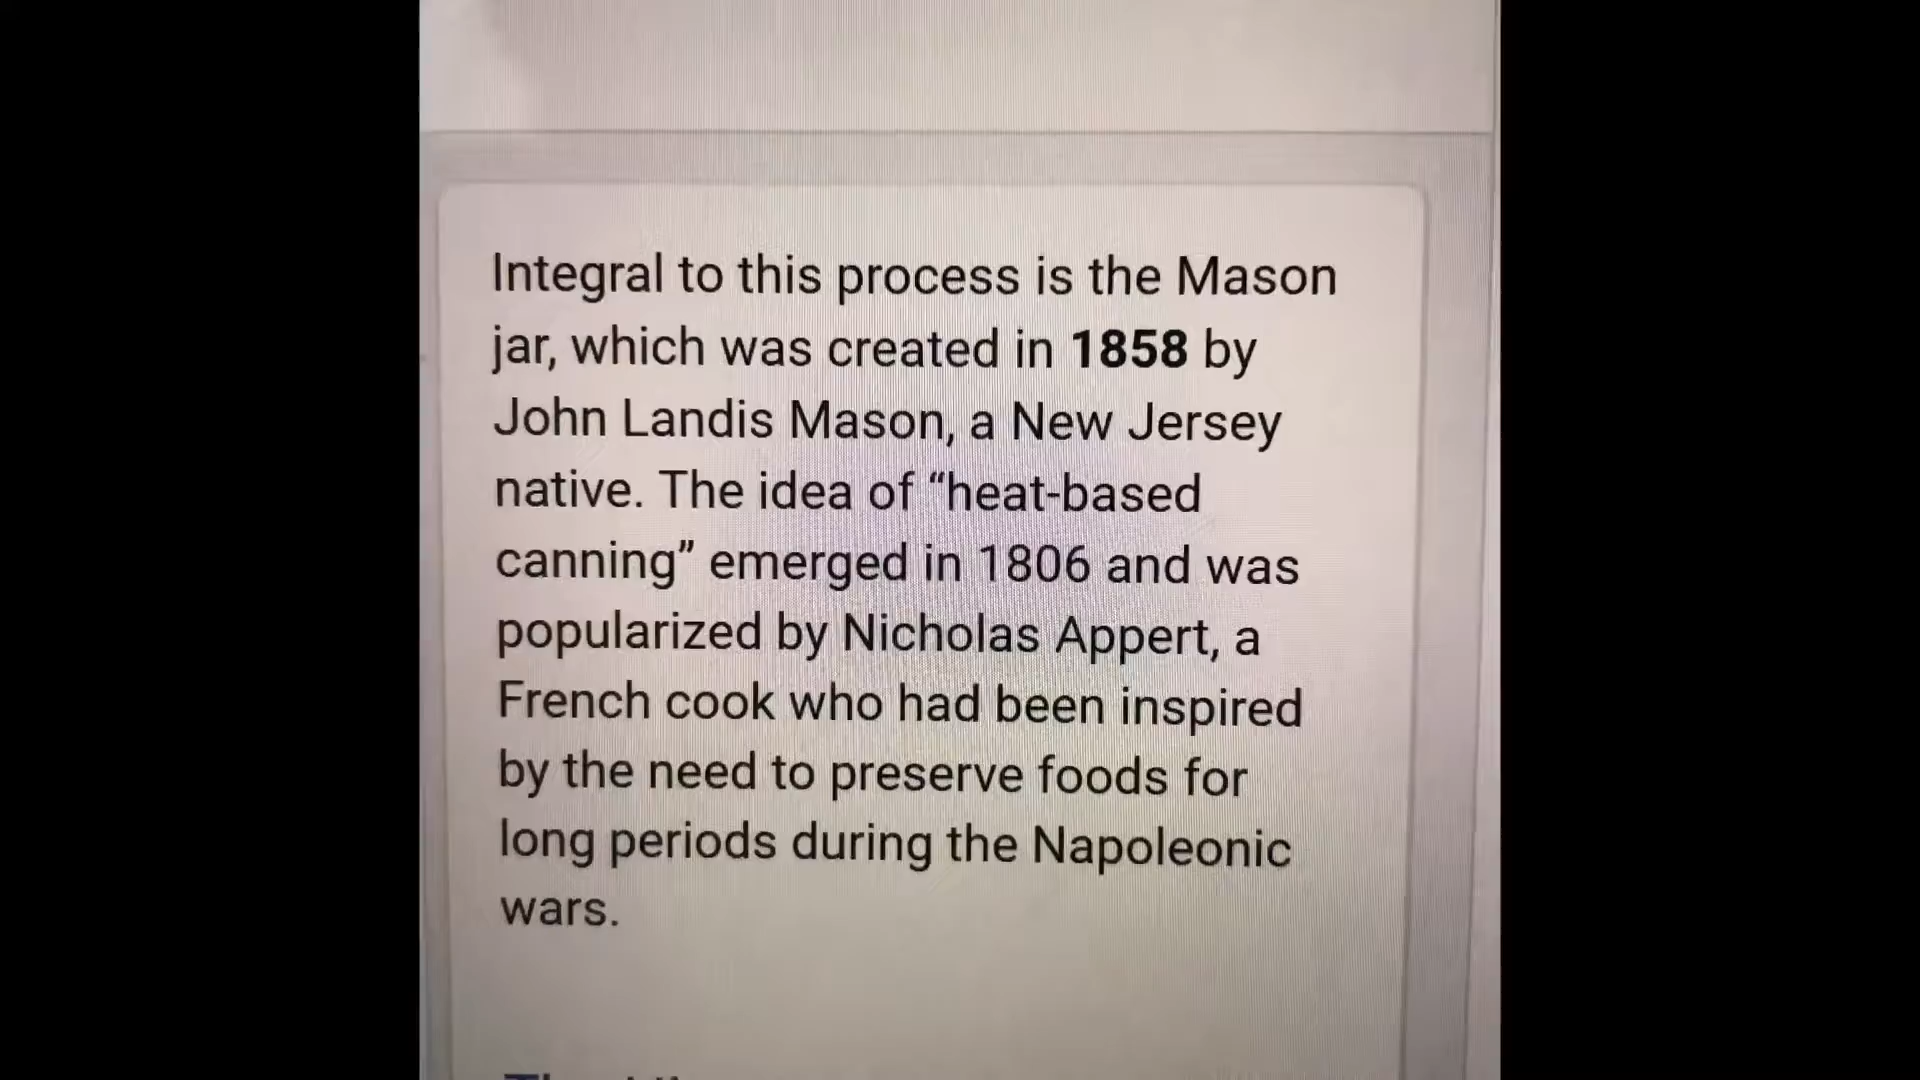 Integral to this process is the Mason
jar, which was created in 1858 by
John Landis Mason, a New Jersey
native. The idea of “heat-based
canning” emerged in 1806 and was
popularized by Nicholas Appert, a
French cook who had been inspired
by the need to preserve foods for
long periods during the Napoleonic
wars.